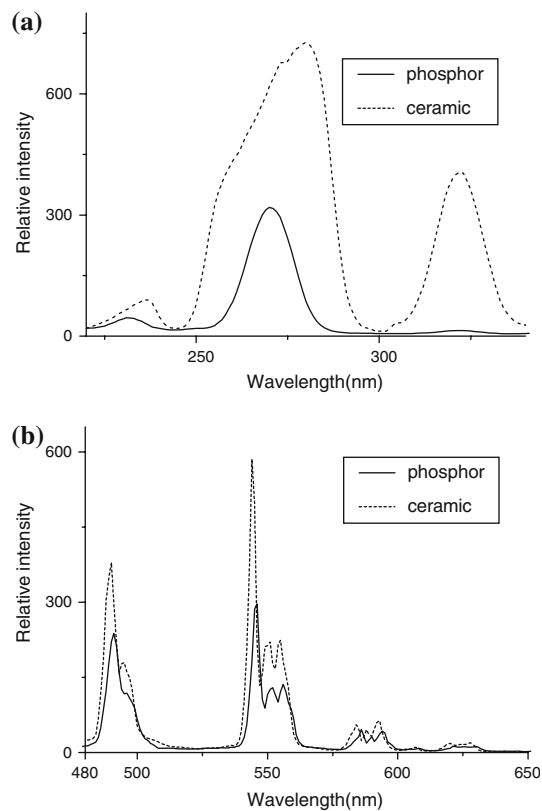 (a)
phosphor
ceramic
Relative intensity
600
300
0
250
300
Wavelength(nm)
(b)
phosphor
ceramic
Relative intensity
600
300
0
480
500
550
600
650
Wavelength(nm)